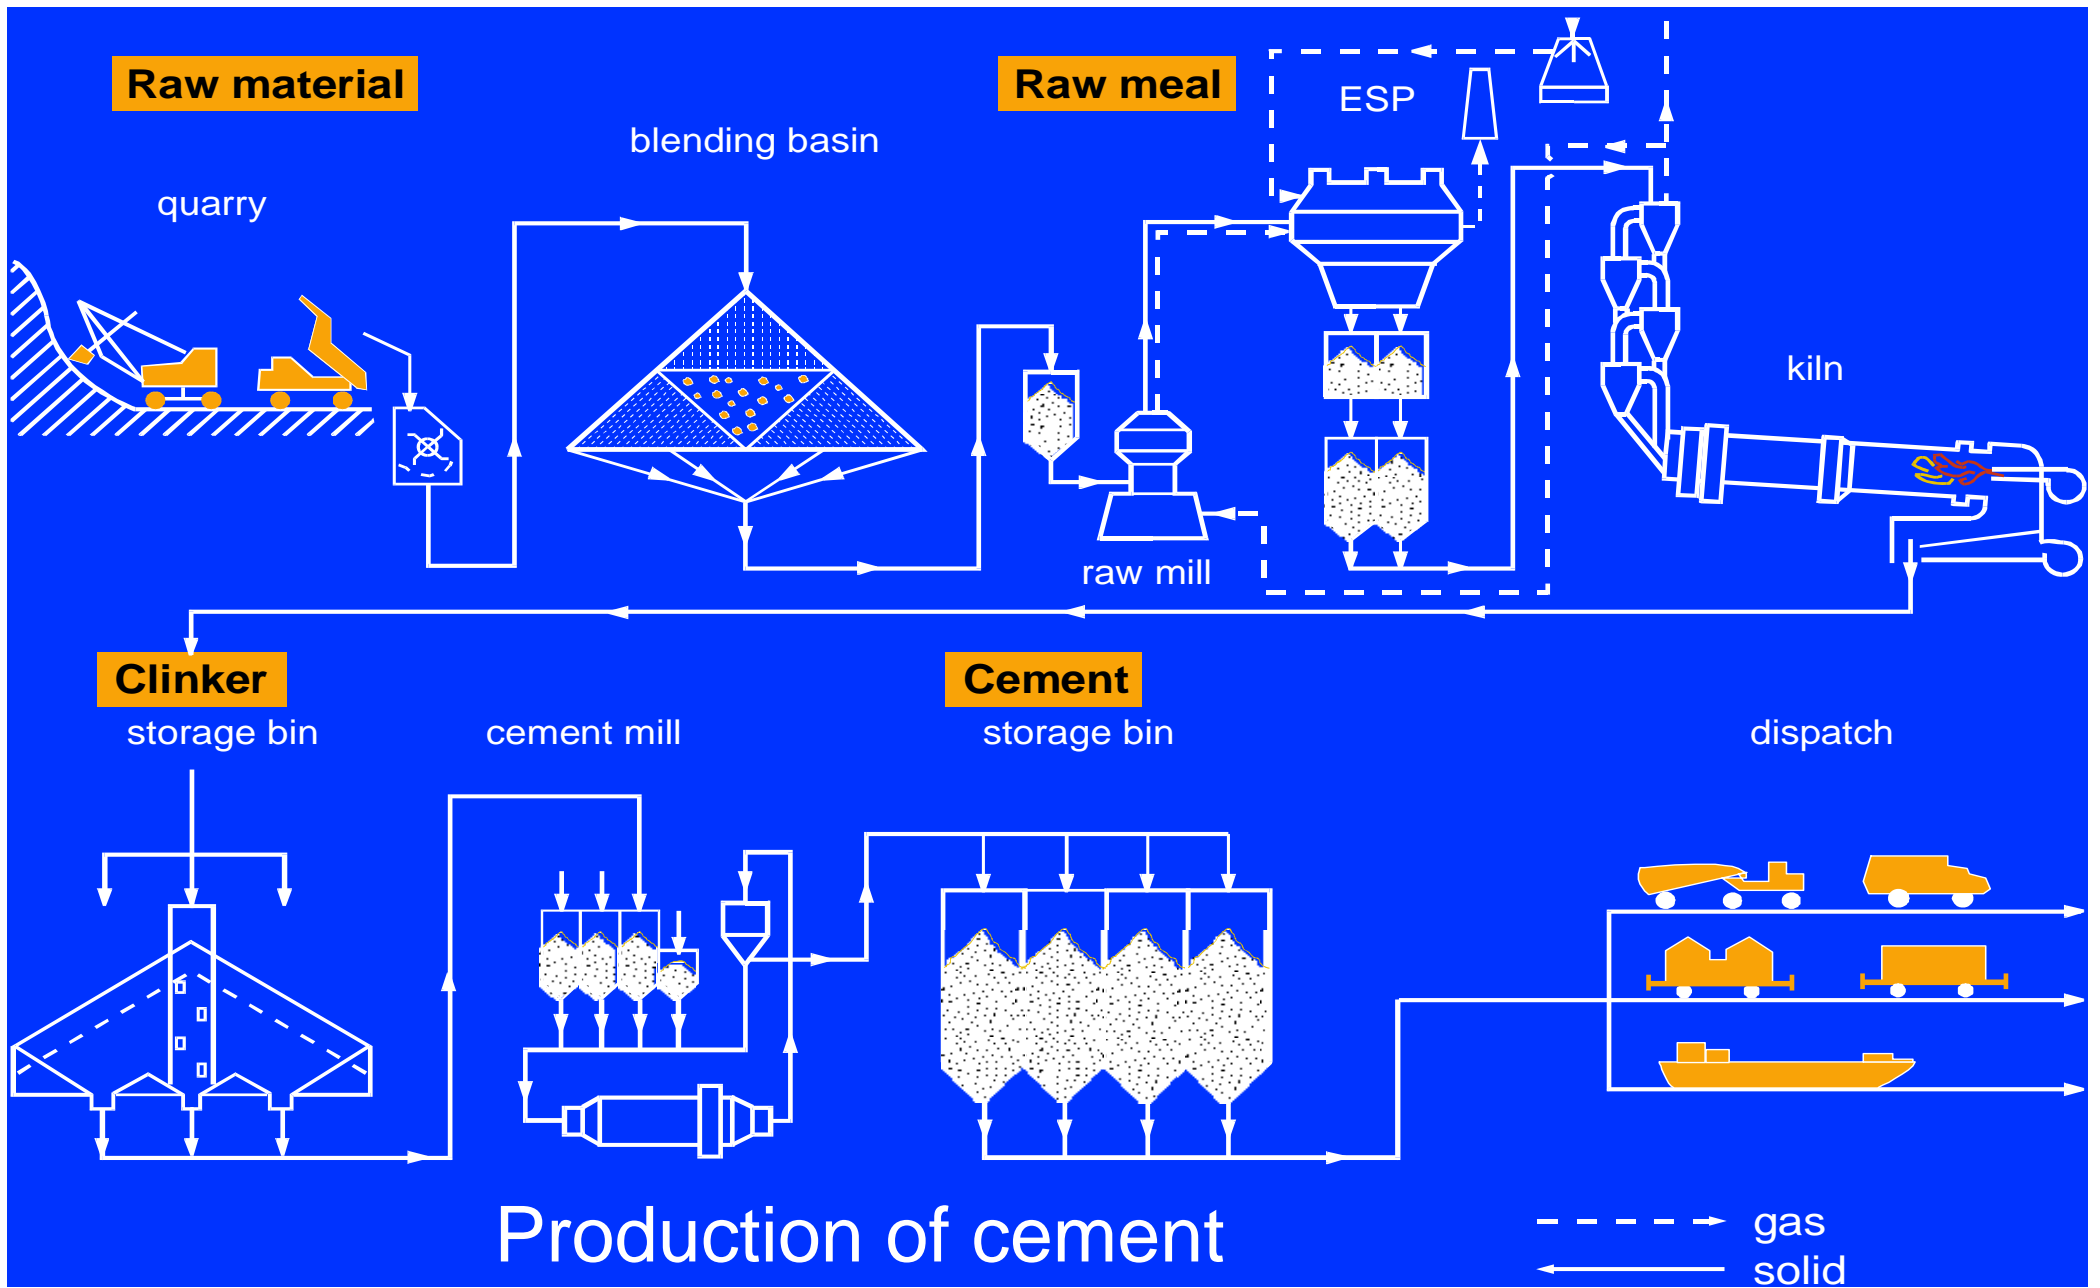 Raw material
Raw meal
ESP
blending basin
quarry
kiln
raw mill
Clinker
Cement
storage bin
cement mill
storage bin
dispatch
Production of cement
gas
solid